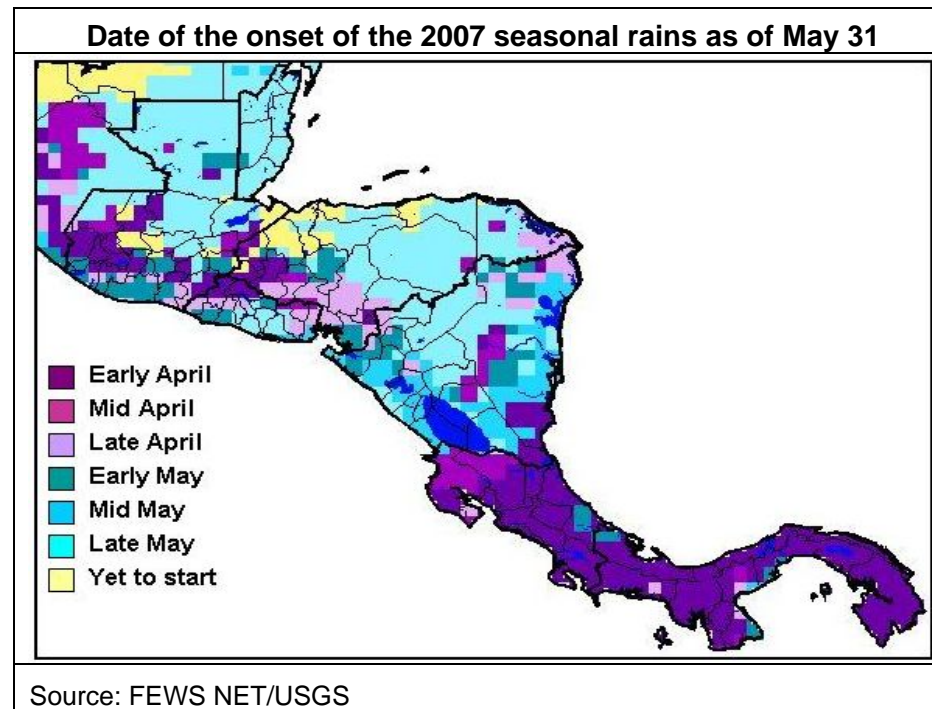 Date of the onset of the 2007 seasonal rains as of May 31
Early April
Mid April
Late April
Early May
Mid May
Late May
Yet to start
Source: FEWS NET/USGS